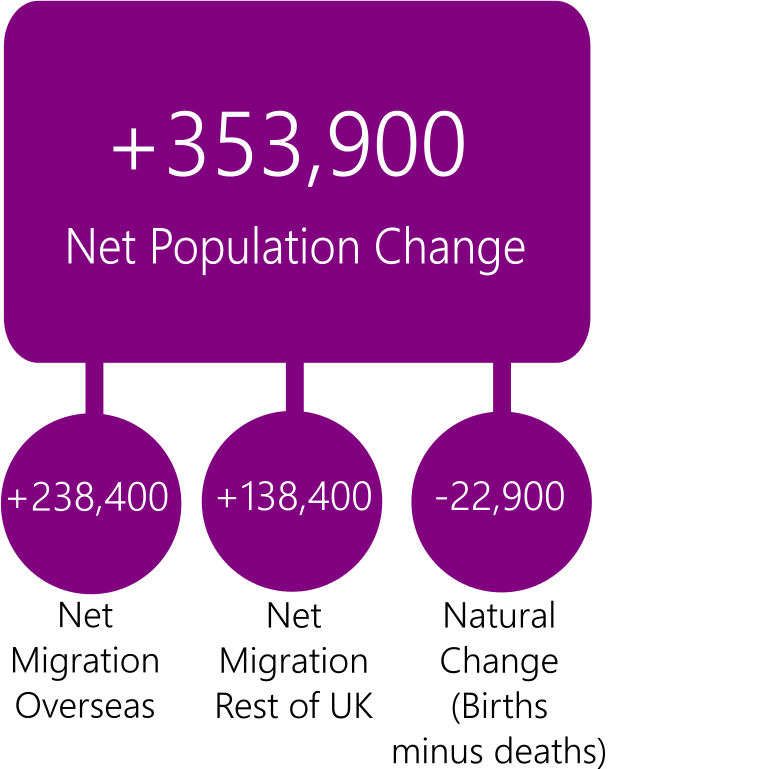 +353,900
Net Population Change
+238,400
+138,400
-22,900
Net
Migration
Overseas
Net
Migration
Rest of UK
Natural
Change
(Births
minus deaths)